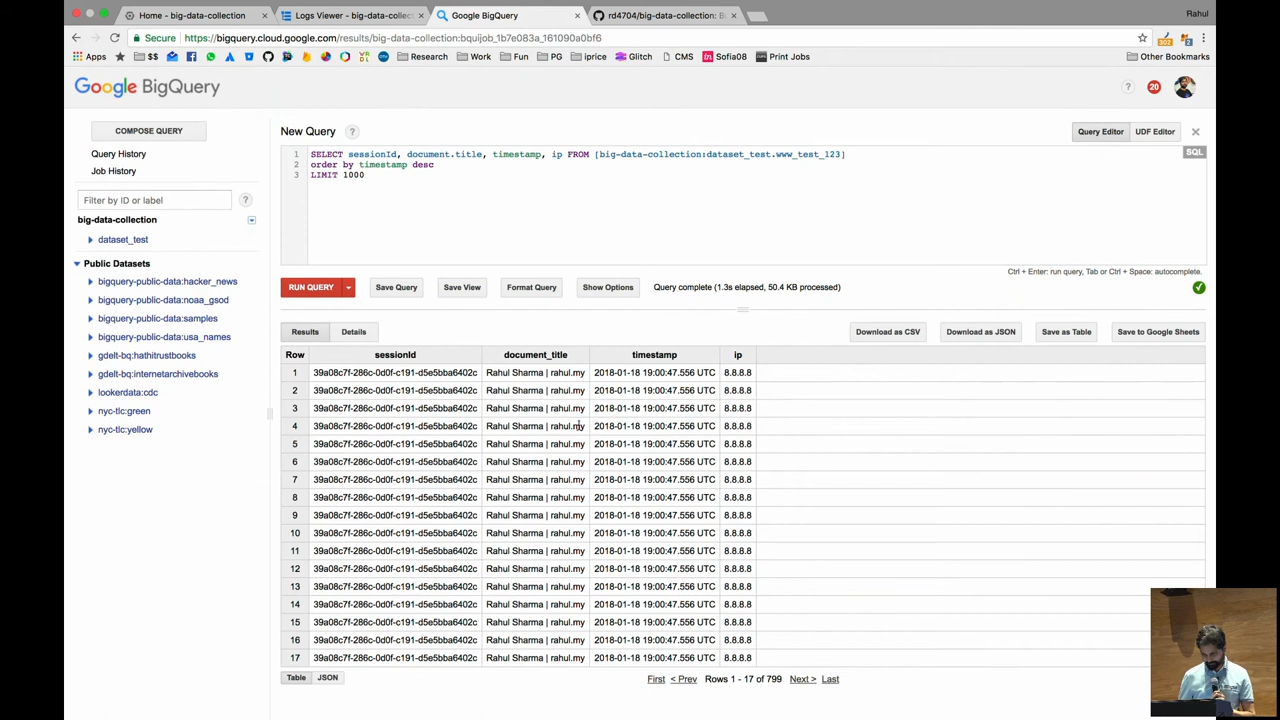 Home - big-data-collection
Logs Viewer - big-data-collec
Google BigQuery
rd4704/big-data-collection: B
Rahul
Secure
https://bigquery.cloud.google.com/results/big-data-collection:bquijob_1b7e083a_161090a0bf6
Apps
$$
Research
Work
Fun
PG
iprice
Glitch
CMS
Sofia08
Print Jobs
Other Bookmarks
Google BigQuery
?
20
COMPOSE QUERY
Query History
Job History
Filter by ID or label
?
big-data-collection
dataset_test
Public Datasets
bigquery-public-data:hacker_news
bigquery-public-data:noaa_gsod
bigquery-public-data:samples
bigquery-public-data:usa_names
gdelt-bq:hathitrustbooks
gdelt-bq:internetarchivebooks
lookerdata:cdc
nyc-tlc:green
nyc-tlc:yellow
New Query ?
Query Editor
UDF Editor
SQL
1 SELECT sessionId, document.title, timestamp, ip FROM [big-data-collection:dataset_test.www_test_123]
2 order by timestamp desc
3 LIMIT 1000
Ctrl + Enter: run query, Tab or Ctrl + Space: autocomplete.
RUN QUERY
Save Query
Save View
Format Query
Show Options
Query complete (1.3s elapsed, 50.4 KB processed)
Results
Details
Download as CSV
Download as JSON
Save as Table
Save to Google Sheets
Row sessionId document_title timestamp ip
1 39a08c7f-286c-0d0f-c191-d5e5bba6402c Rahul Sharma | rahul.my 2018-01-18 19:00:47.556 UTC 8.8.8.8
2 39a08c7f-286c-0d0f-c191-d5e5bba6402c Rahul Sharma | rahul.my 2018-01-18 19:00:47.556 UTC 8.8.8.8
3 39a08c7f-286c-0d0f-c191-d5e5bba6402c Rahul Sharma | rahul.my 2018-01-18 19:00:47.556 UTC 8.8.8.8
4 39a08c7f-286c-0d0f-c191-d5e5bba6402c Rahul Sharma | rahul.my 2018-01-18 19:00:47.556 UTC 8.8.8.8
5 39a08c7f-286c-0d0f-c191-d5e5bba6402c Rahul Sharma | rahul.my 2018-01-18 19:00:47.556 UTC 8.8.8.8
6 39a08c7f-286c-0d0f-c191-d5e5bba6402c Rahul Sharma | rahul.my 2018-01-18 19:00:47.556 UTC 8.8.8.8
7 39a08c7f-286c-0d0f-c191-d5e5bba6402c Rahul Sharma | rahul.my 2018-01-18 19:00:47.556 UTC 8.8.8.8
8 39a08c7f-286c-0d0f-c191-d5e5bba6402c Rahul Sharma | rahul.my 2018-01-18 19:00:47.556 UTC 8.8.8.8
9 39a08c7f-286c-0d0f-c191-d5e5bba6402c Rahul Sharma | rahul.my 2018-01-18 19:00:47.556 UTC 8.8.8.8
10 39a08c7f-286c-0d0f-c191-d5e5bba6402c Rahul Sharma | rahul.my 2018-01-18 19:00:47.556 UTC 8.8.8.8
11 39a08c7f-286c-0d0f-c191-d5e5bba6402c Rahul Sharma | rahul.my 2018-01-18 19:00:47.556 UTC 8.8.8.8
12 39a08c7f-286c-0d0f-c191-d5e5bba6402c Rahul Sharma | rahul.my 2018-01-18 19:00:47.556 UTC 8.8.8.8
13 39a08c7f-286c-0d0f-c191-d5e5bba6402c Rahul Sharma | rahul.my 2018-01-18 19:00:47.556 UTC 8.8.8.8
14 39a08c7f-286c-0d0f-c191-d5e5bba6402c Rahul Sharma | rahul.my 2018-01-18 19:00:47.556 UTC 8.8.8.8
15 39a08c7f-286c-0d0f-c191-d5e5bba6402c Rahul Sharma | rahul.my 2018-01-18 19:00:47.556 UTC 8.8.8.8
16 39a08c7f-286c-0d0f-c191-d5e5bba6402c Rahul Sharma | rahul.my 2018-01-18 19:00:47.556 UTC 8.8.8.8
17 39a08c7f-286c-0d0f-c191-d5e5bba6402c Rahul Sharma | rahul.my 2018-01-18 19:00:47.556 UTC 8.8.8.8
Table
JSON
First < Prev Rows 1 - 17 of 799 Next > Last